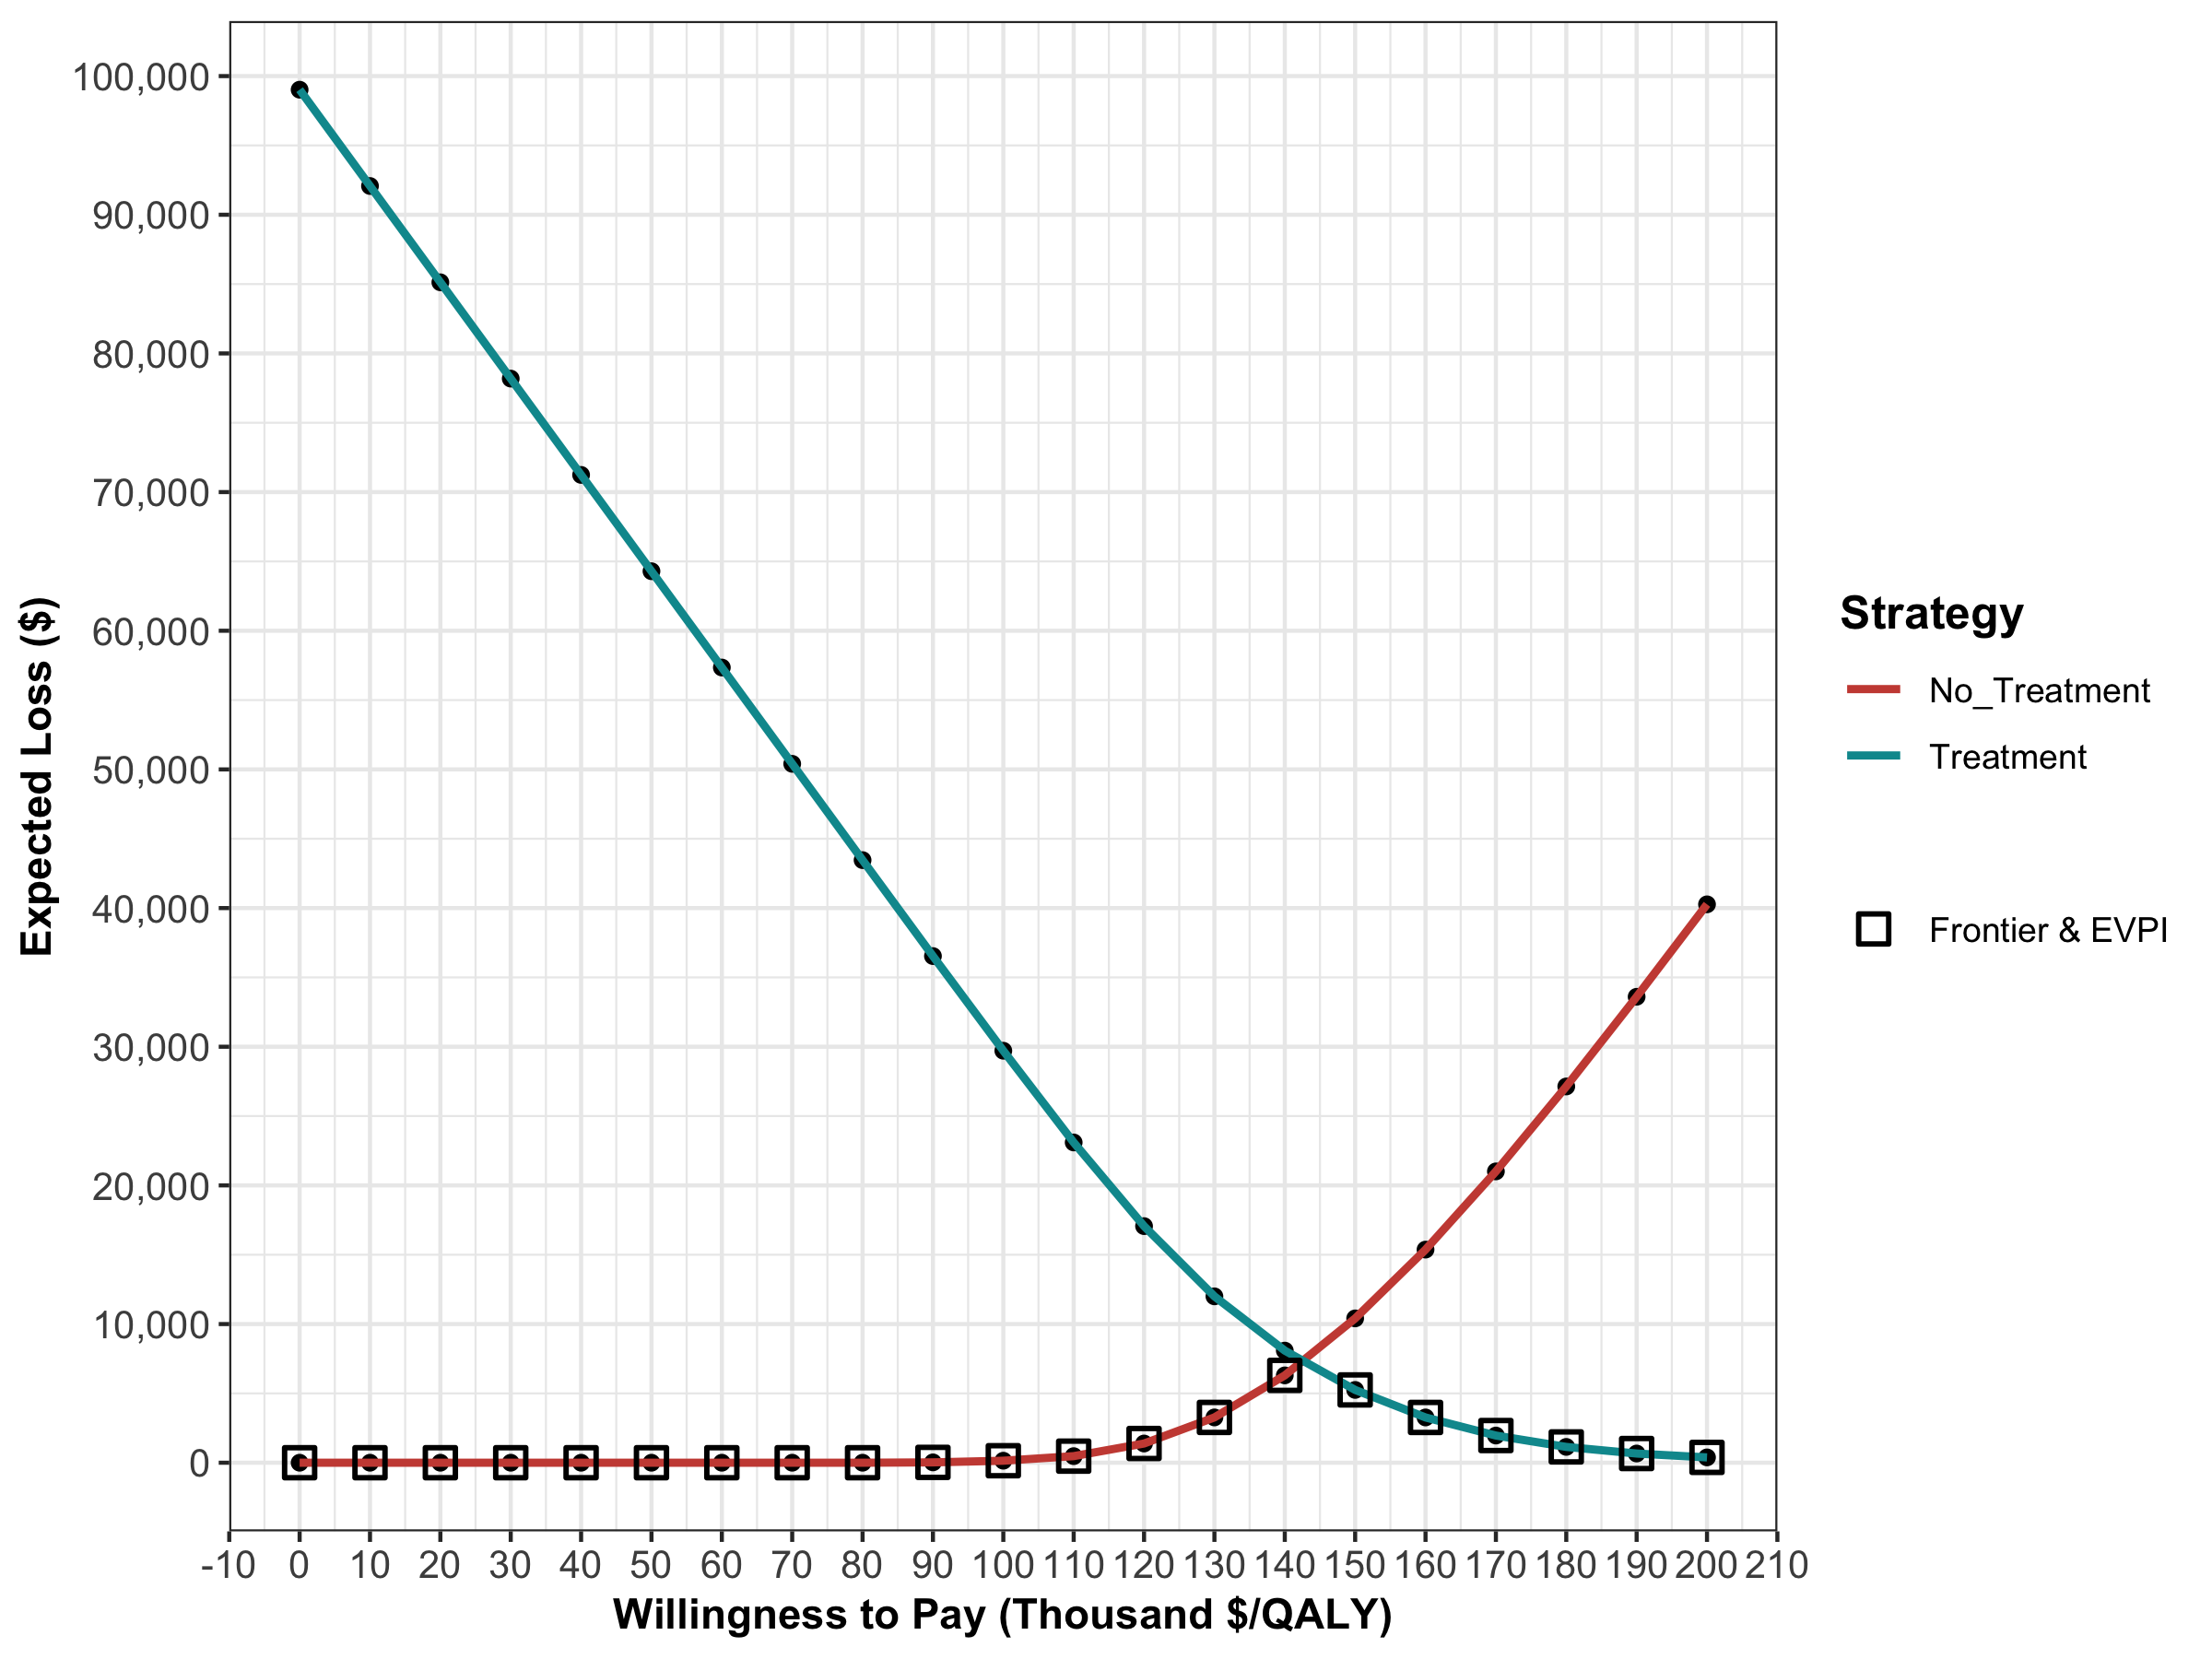 Expected Loss ($)
100,000
90,000
80,000
70,000
60,000
50,000
40,000
30,000
20,000
10,000
0
-10 0 10 20 30 40 50 60 70 80 90 100 110 120 130 140 150 160 170 180 190 200 210
Willingness to Pay (Thousand $/QALY)
Strategy
No_Treatment
Treatment
Frontier & EVPI